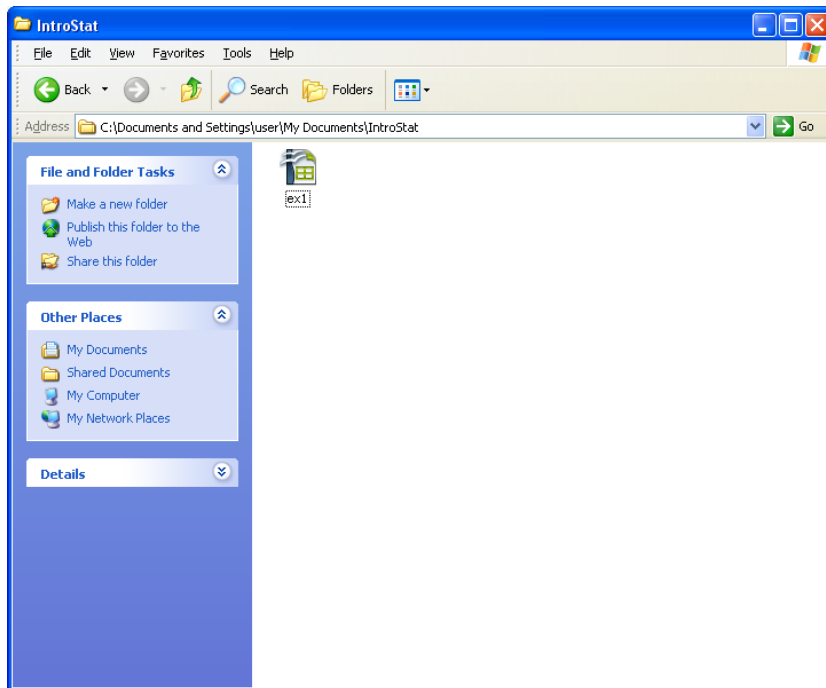 IntroStat
File Edit View Favorites Tools Help
Back Search Folders
Address C:\Documents and Settings\user\My Documents\IntroStat Go
File and Folder Tasks
Make a new folder
Publish this folder to the
Web
Share this folder
Other Places
My Documents
Shared Documents
My Computer
My Network Places
Details
ex1